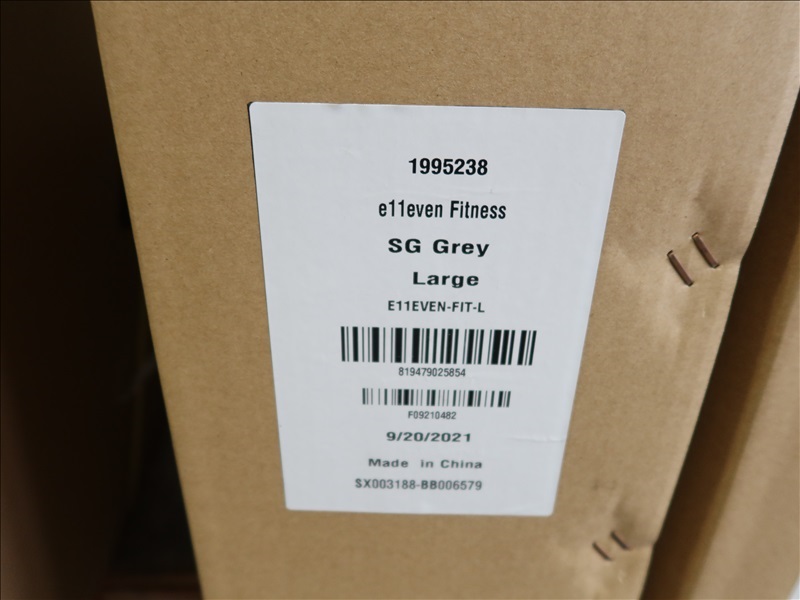 1995238
e11even Fitness
SG Grey
Large
E11EVEN-FIT-L
819479025854
F09210482
9/20/2021
Made in China
SX003188-BB006579